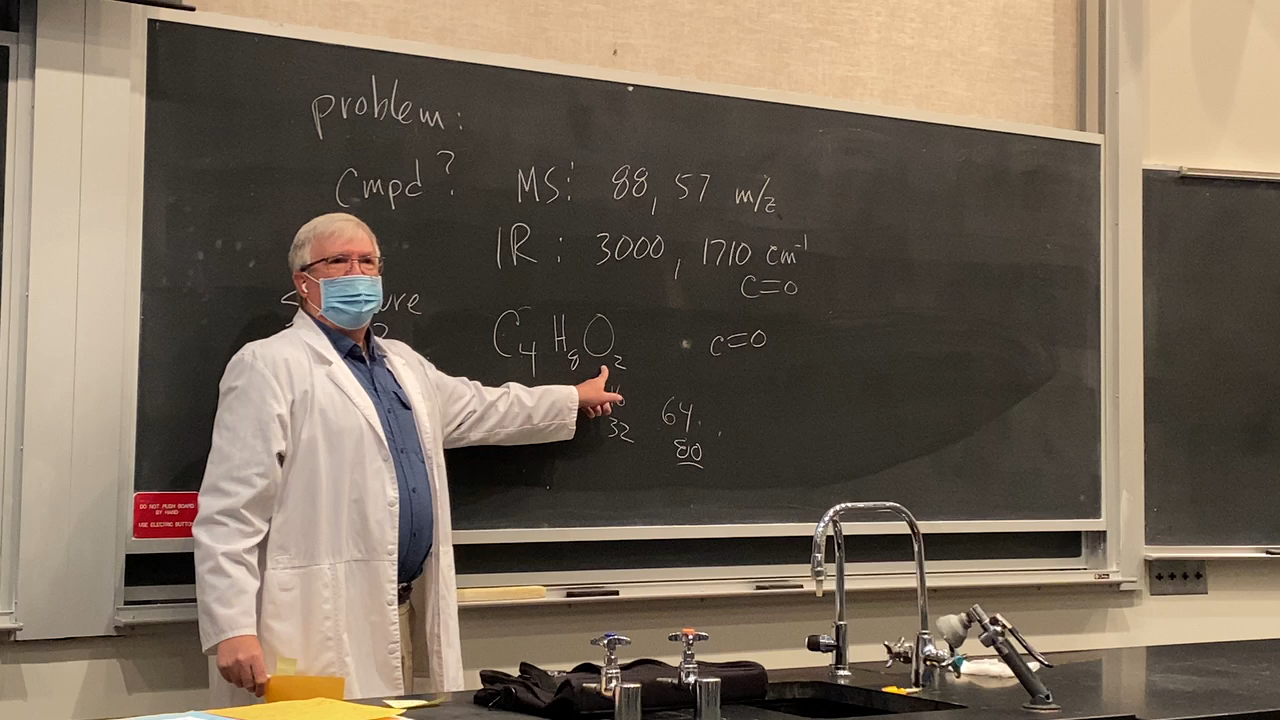 problem:
Cmpd? MS: 88, 57 m/z
IR: 3000, 1710 cm⁻¹
C=O
C₄H₈O₂ C=O
64.
32
80
DO NOT PUSH BOARD
BY HAND
USE ELECTRIC BUTTON